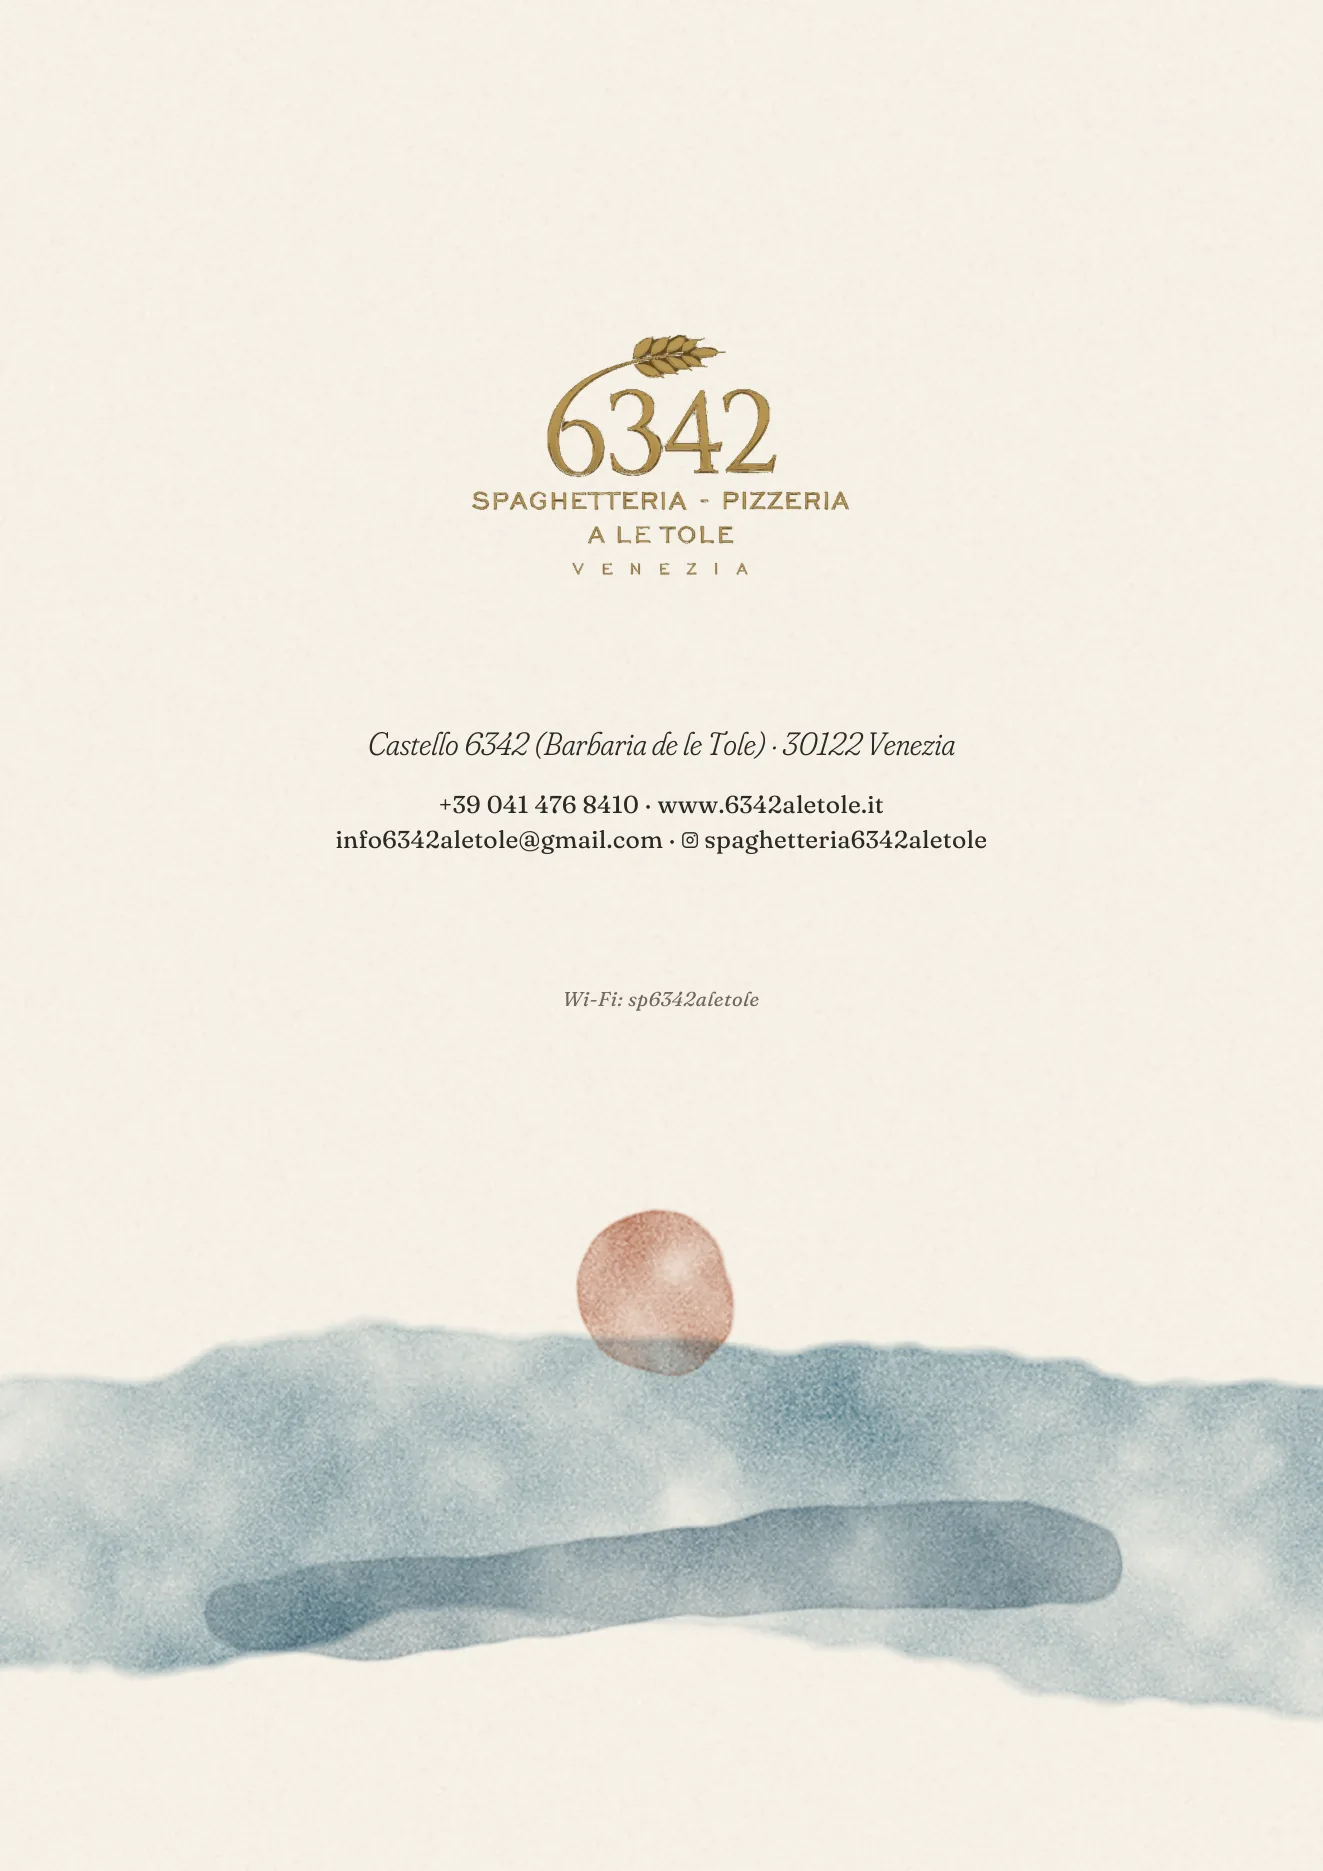 6342
SPAGHETTERIA - PIZZERIA
A LE TOLE
VENEZIA
Castello 6342 (Barbaria de le Tole) · 30122 Venezia
+39 041 476 8410 · www.6342aletole.it
info6342aletole@gmail.com · spaghetteria6342aletole
Wi-Fi: sp6342aletole